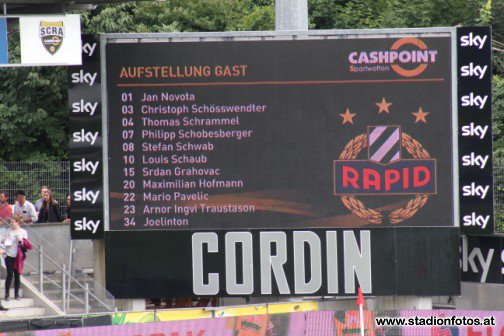 SCRA
CASHPOINT
Sportwetten
AUFSTELLUNG GAST
01 Jan Novota
03 Christoph Schösswendter
04 Thomas Schrammel
07 Philipp Schobesberger
08 Stefan Schwab
10 Louis Schaub
15 Srdan Grahovac
20 Maximilian Hofmann
22 Mario Pavelic
23 Arnor Ingvi Traustason
34 Joelinton
RAPID
sky
sky
sky
sky
sky
sky
sky
sky
sky
sky
sky
sky
sky
CORDIN
www.stadionfotos.at